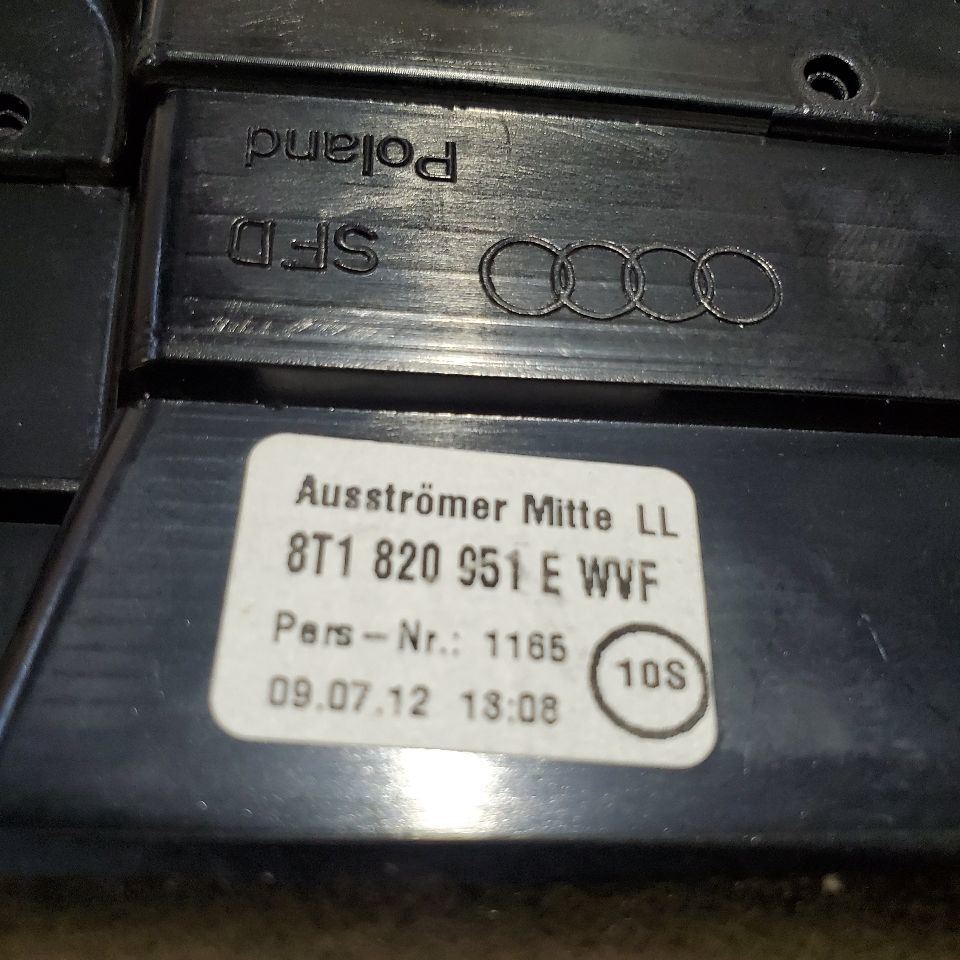 Poland
SFD
Ausströmer Mitte LL
8T1 820 951 E WVF
Pers-Nr.: 1165
10S
09.07.12 13:08